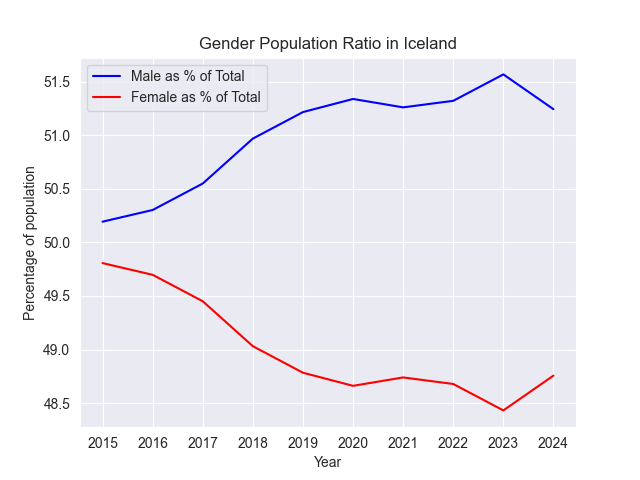 Gender Population Ratio in Iceland
Male as % of Total
Female as % of Total
Percentage of population
51.5
51.0
50.5
50.0
49.5
49.0
48.5
2015 2016 2017 2018 2019 2020 2021 2022 2023 2024
Year